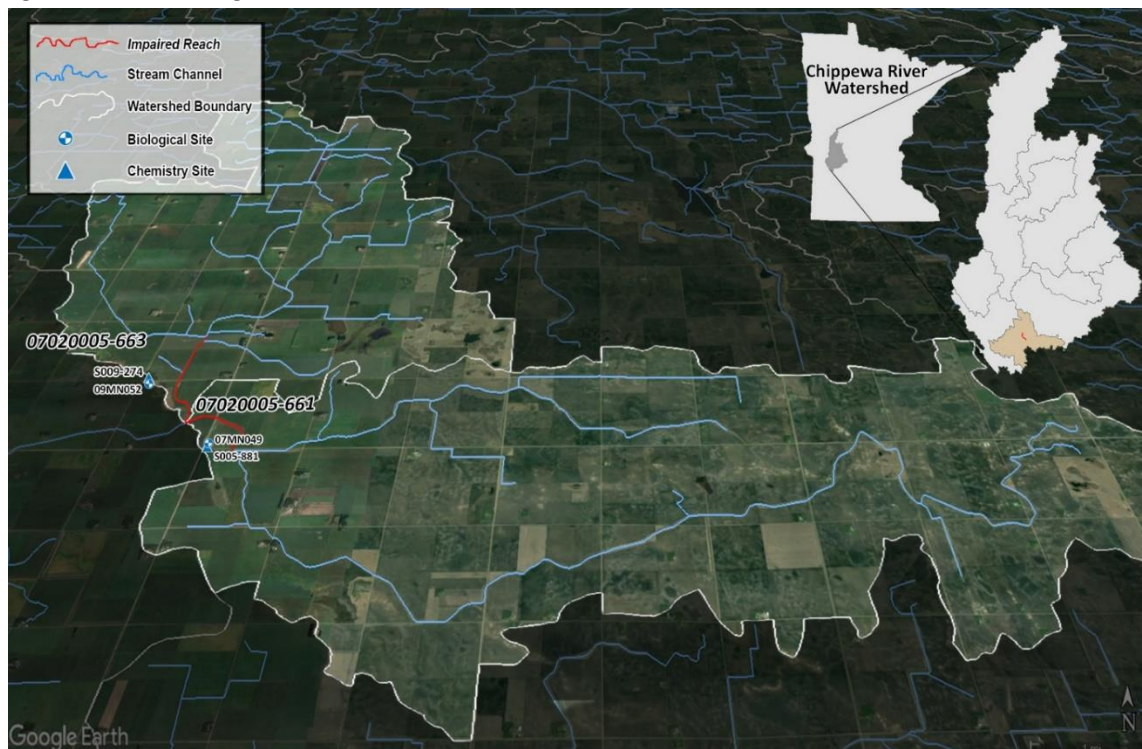 Impaired Reach
Stream Channel
Watershed Boundary
Biological Site
Chemistry Site
Chippewa River
Watershed
07020005-663
S009-274
09MN052
07020005-661
07MN049
S005-881
Google Earth
N